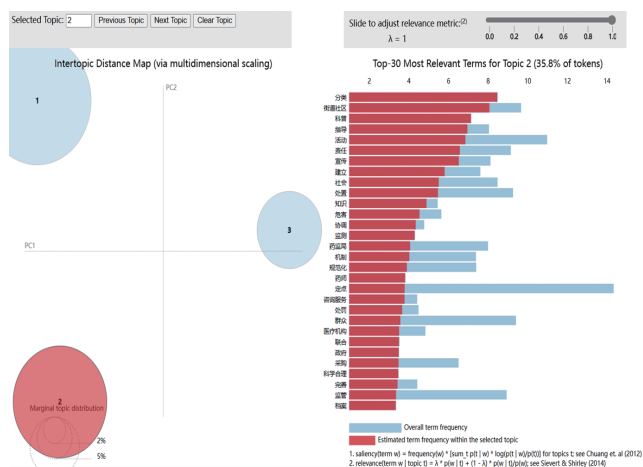 Selected Topic: 2 Previous Topic Next Topic Clear Topic
Slide to adjust relevance metric:(2)
λ = 1
0.0 0.2 0.4 0.6 0.8 1.0
Intertopic Distance Map (via multidimensional scaling)
PC2
PC1
1
3
2
Marginal topic distribution
2%
5%
Top-30 Most Relevant Terms for Topic 2 (35.8% of tokens)
2 4 6 8 10 12 14
分类
街道社区
科普
指导
活动
责任
宣传
建立
社会
处置
知识
危害
协调
监测
药监局
机制
规范化
药师
定点
咨询服务
处罚
群众
医疗机构
联合
政府
采购
科学合理
完善
监管
档案
Overall term frequency
Estimated term frequency within the selected topic
1. saliency(term w) = frequency(w) * [sum_t p(t | w) * log(p(t | w)/p(t))] for topics t; see Chuang et. al (2012)
2. relevance(term w | topic t) = λ * p(w | t) + (1 - λ) * p(w | t)/p(w); see Sievert & Shirley (2014)